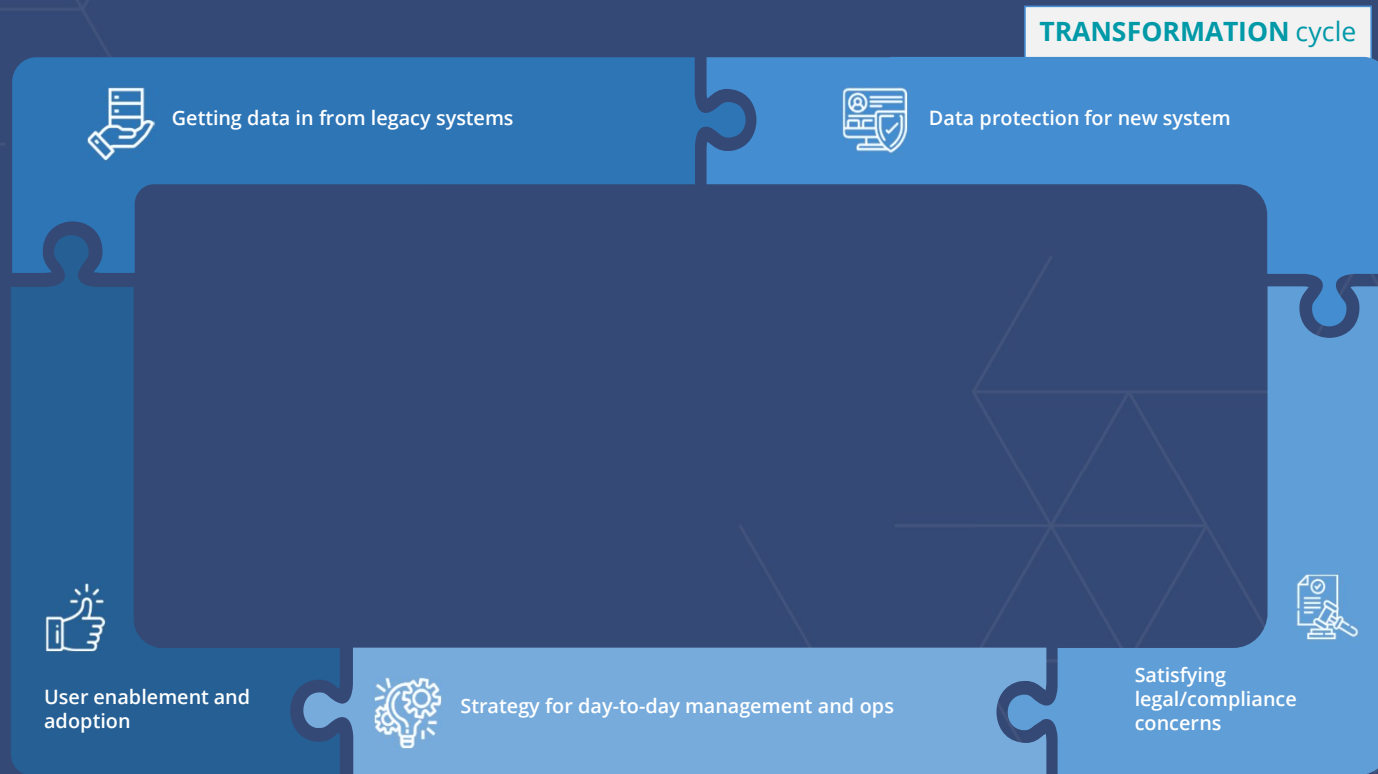 TRANSFORMATION cycle
Getting data in from legacy systems
Data protection for new system
User enablement and
adoption
Strategy for day-to-day management and ops
Satisfying
legal/compliance
concerns